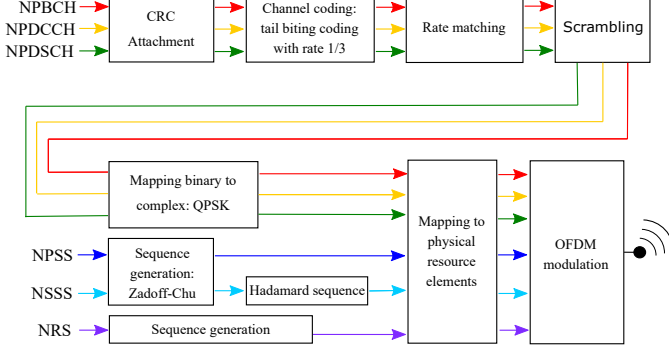 NPBCH
NPDCCH
NPDSCH
CRC
Attachment
Channel coding:
tail biting coding
with rate 1/3
Rate matching
Scrambling
Mapping binary to
complex: QPSK
Mapping to
physical
resource
elements
OFDM
modulation
NPSS
NSSS
Sequence
generation:
Zadoff-Chu
Hadamard sequence
NRS
Sequence generation